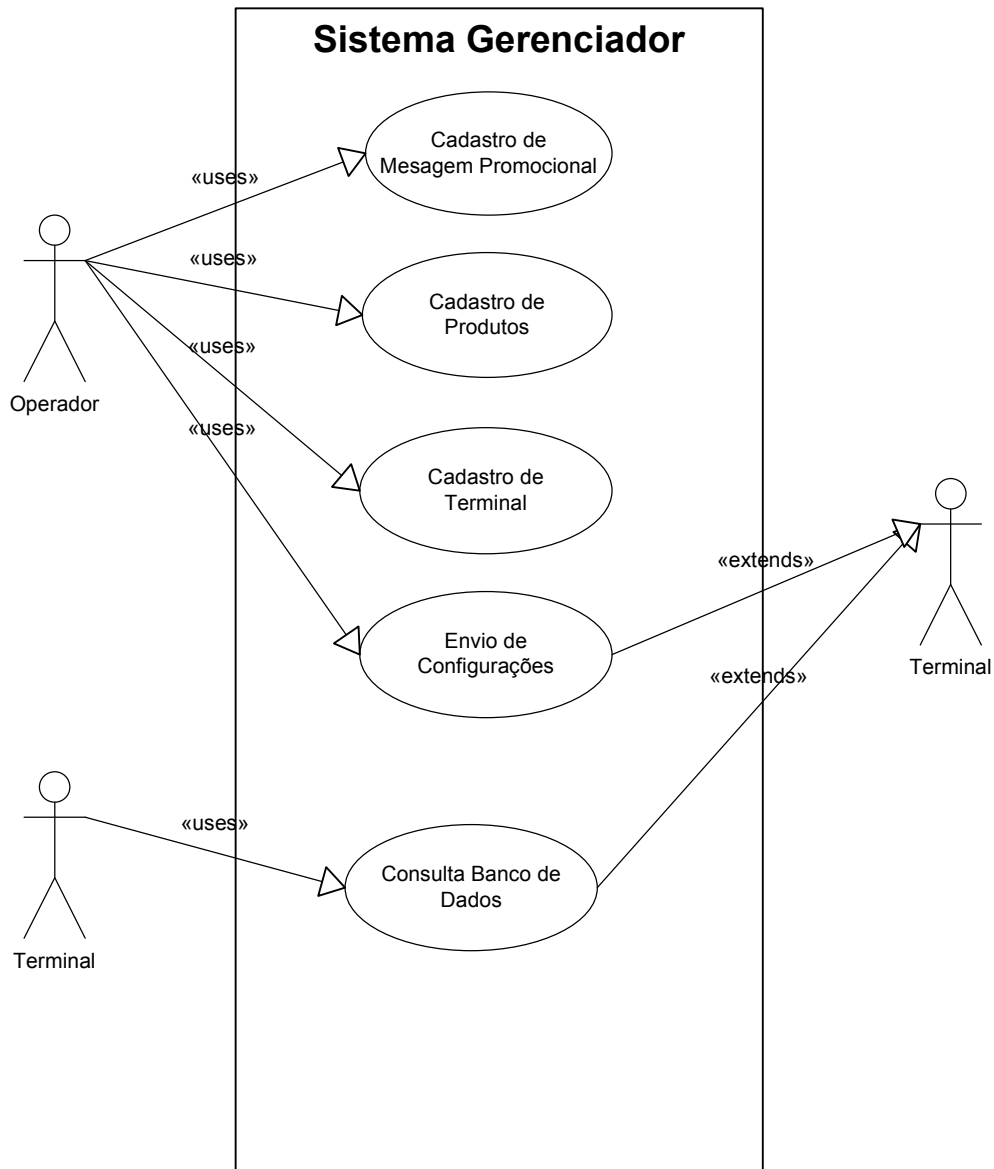 Sistema Gerenciador
Cadastro de
Mesagem Promocional
«uses»
«uses»
Cadastro de
Produtos
«uses»
Operador
«uses»
Cadastro de
Terminal
«extends»
Envio de
Configurações
Terminal
«extends»
«uses»
Consulta Banco de
Dados
Terminal